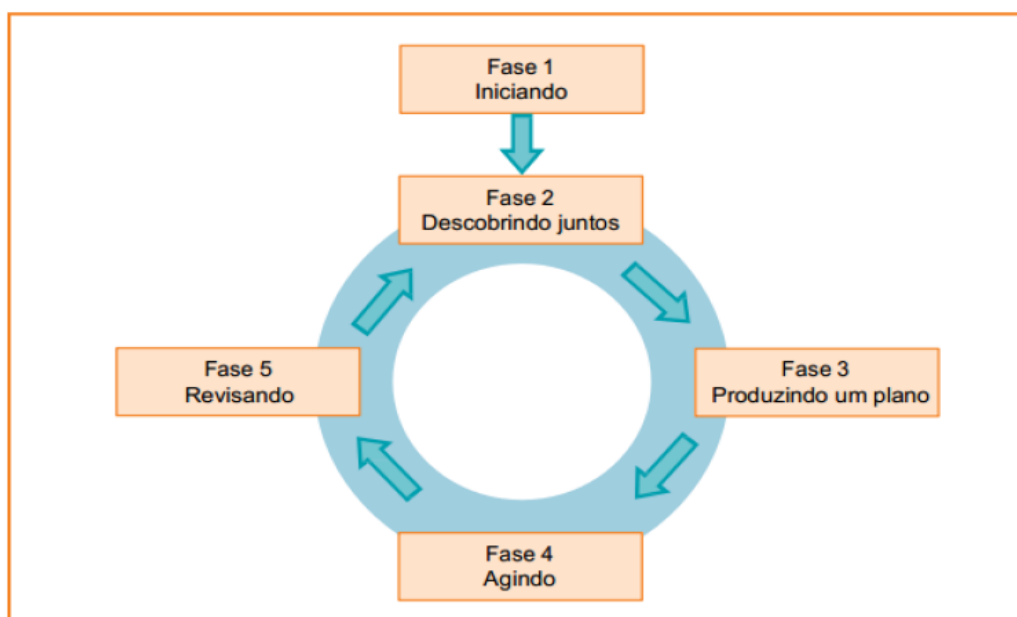 Fase 1
Iniciando
Fase 2
Descobrindo juntos
Fase 5
Revisando
Fase 3
Produzindo um plano
Fase 4
Agindo